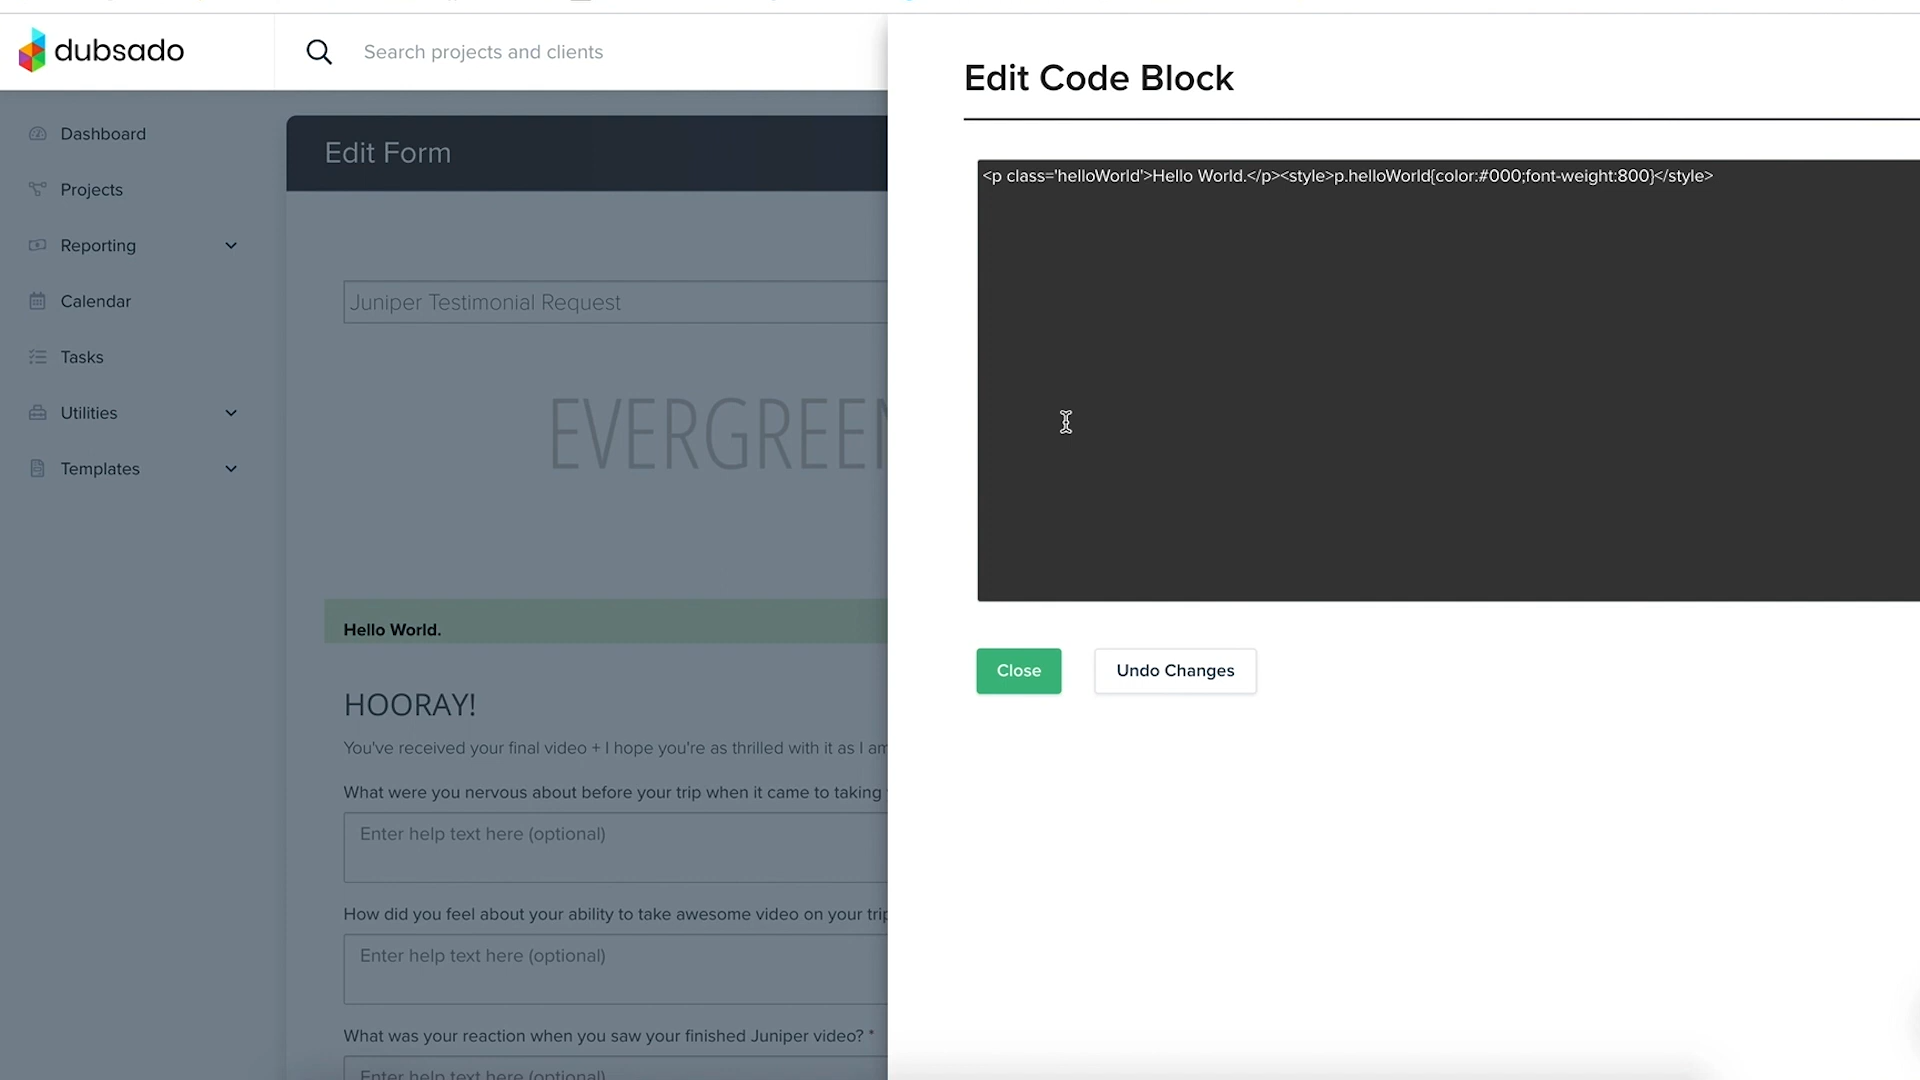 dubsado
Search projects and clients
Edit Code Block
Dashboard
Projects
Reporting
Calendar
Tasks
Utilities
Templates
Edit Form
<p class='helloWorld'>Hello World.</p><style>p.helloWorld{color:#000;font-weight:800}</style>
Juniper Testimonial Request
EVERGREEN
Hello World.
Close
Undo Changes
HOORAY!
You've received your final video + I hope you're as thrilled with it as I am
What were you nervous about before your trip when it came to taking
Enter help text here (optional)
How did you feel about your ability to take awesome video on your trip
Enter help text here (optional)
What was your reaction when you saw your finished Juniper video? *
Enter help text here (optional)